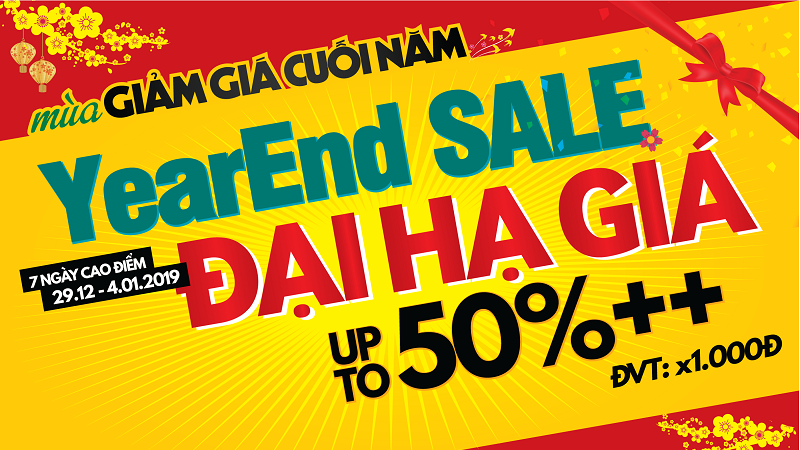 mùa GIẢM GIÁ CUỐI NĂM
YearEnd SALE
ĐẠI HẠ GIÁ
7 NGÀY CAO ĐIỂM
29.12 - 4.01.2019
UP TO 50%++
ĐVT: x1.000Đ